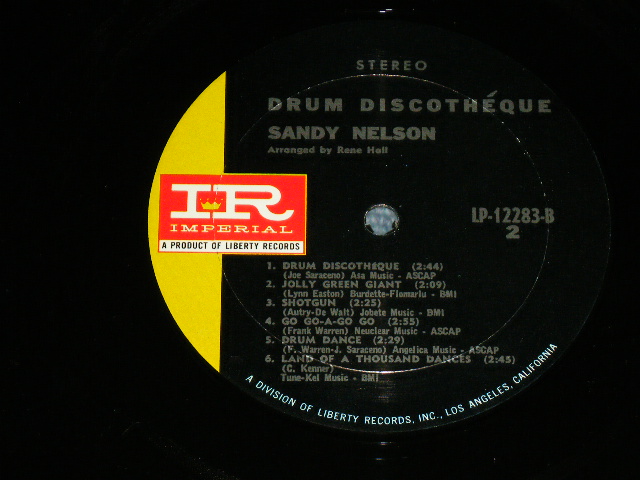 STEREO
DRUM DISCOTHÉQUE
SANDY NELSON
Arranged by Rene Hall
IR
IMPERIAL
A PRODUCT OF LIBERTY RECORDS
LP-12283-B
2
1. DRUM DISCOTHEQUE (2:44)
(Joe Saraceno) Asa Music - ASCAP
2. JOLLY GREEN GIANT (2:09)
(Lynn Easton) Burdette-Flomarlu - BMI
3. SHOTGUN (3:25)
(Autry-De Walt) Jobete Music - BMI
4. GO GO-A-GO GO (2:55)
(Frank Warren) Neuclear Music - ASCAP
5. DRUM DANCE (2:29)
(F. Warren-J. Saraceno) Angelica Music - ASCAP
6. LAND OF A THOUSAND DANCES (2:45)
(C. Kenner)
Tune-Kel Music - BMI
A DIVISION OF LIBERTY RECORDS, INC., LOS ANGELES, CALIFORNIA